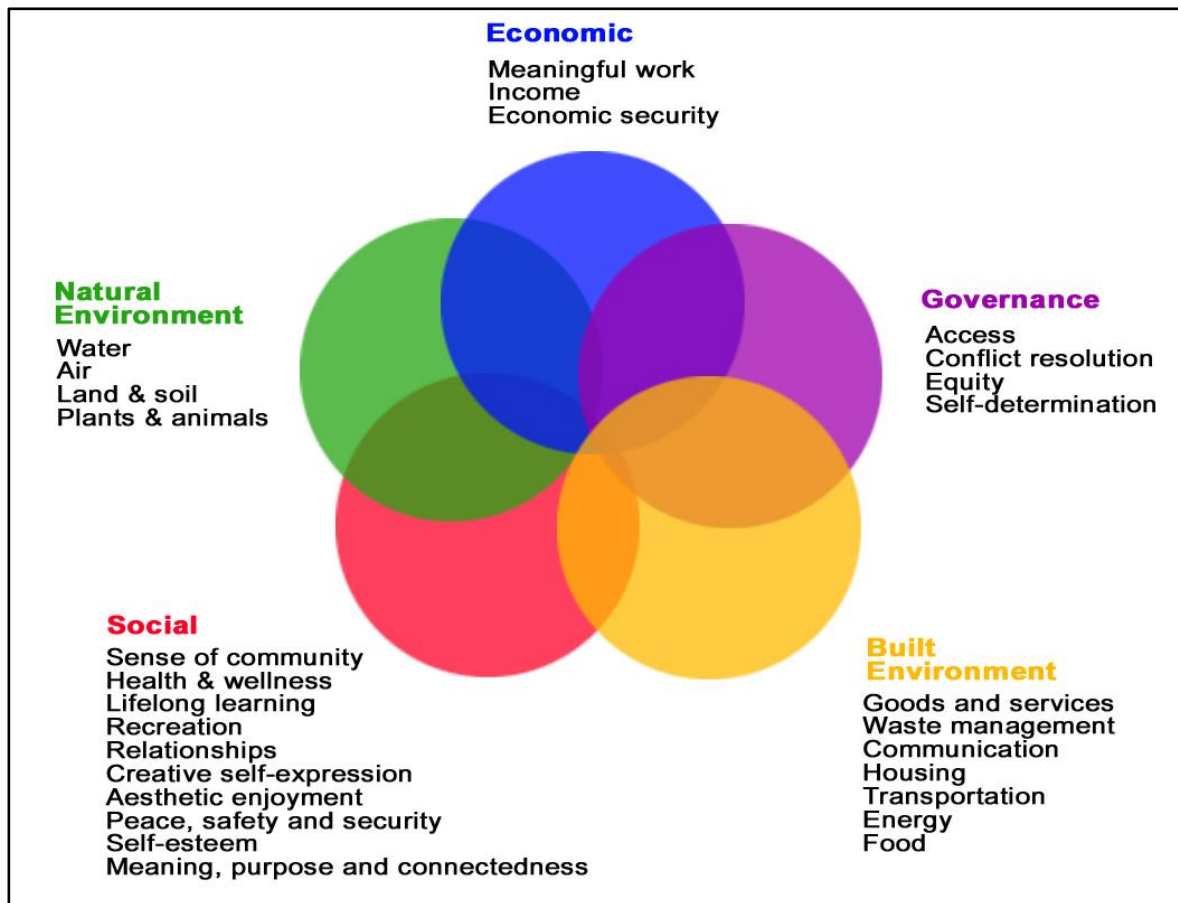 Economic
Meaningful work
Income
Economic security
Natural
Environment
Water
Air
Land & soil
Plants & animals
Governance
Access
Conflict resolution
Equity
Self-determination
Social
Sense of community
Health & wellness
Lifelong learning
Recreation
Relationships
Creative self-expression
Aesthetic enjoyment
Peace, safety and security
Self-esteem
Meaning, purpose and connectedness
Built
Environment
Goods and services
Waste management
Communication
Housing
Transportation
Energy
Food